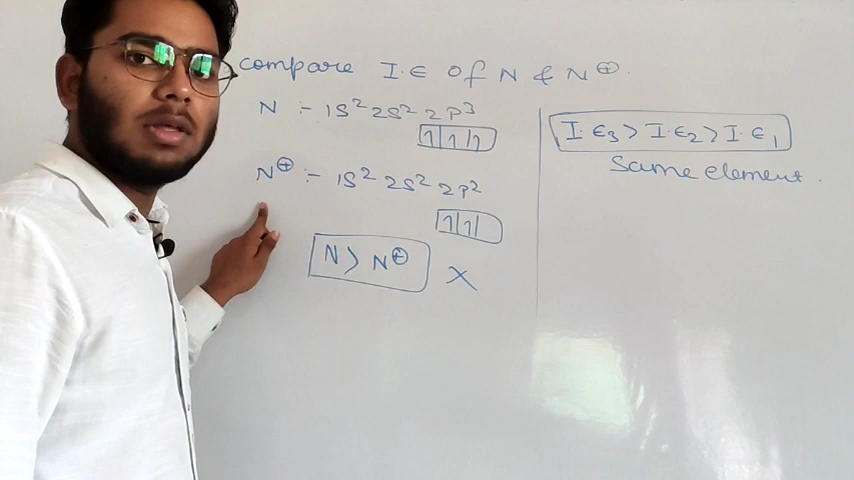 compare I.E of N & N⊕.
N :- 1S² 2S² 2P³
1 1 1
N⊕ :- 1S² 2S² 2P²
1 1
N > N⊕ X
I.E₃ > I.E₂ > I.E₁
Same element.